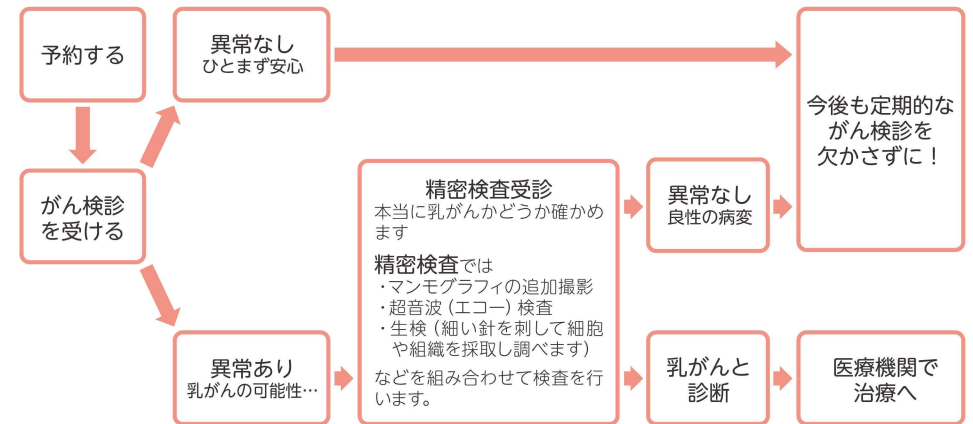 予約する
がん検診
を受ける
異常なし
ひとまず安心
異常あり
乳がんの可能性…
精密検査受診
本当に乳がんかどうか確かめ
ます
精密検査では
・マンモグラフィの追加撮影
・超音波（エコー）検査
・生検（細い針を刺して細胞
や組織を採取し調べます）
などを組み合わせて検査を行
います。
異常なし
良性の病変
乳がんと
診断
今後も定期的な
がん検診を
欠かさずに！
医療機関で
治療へ